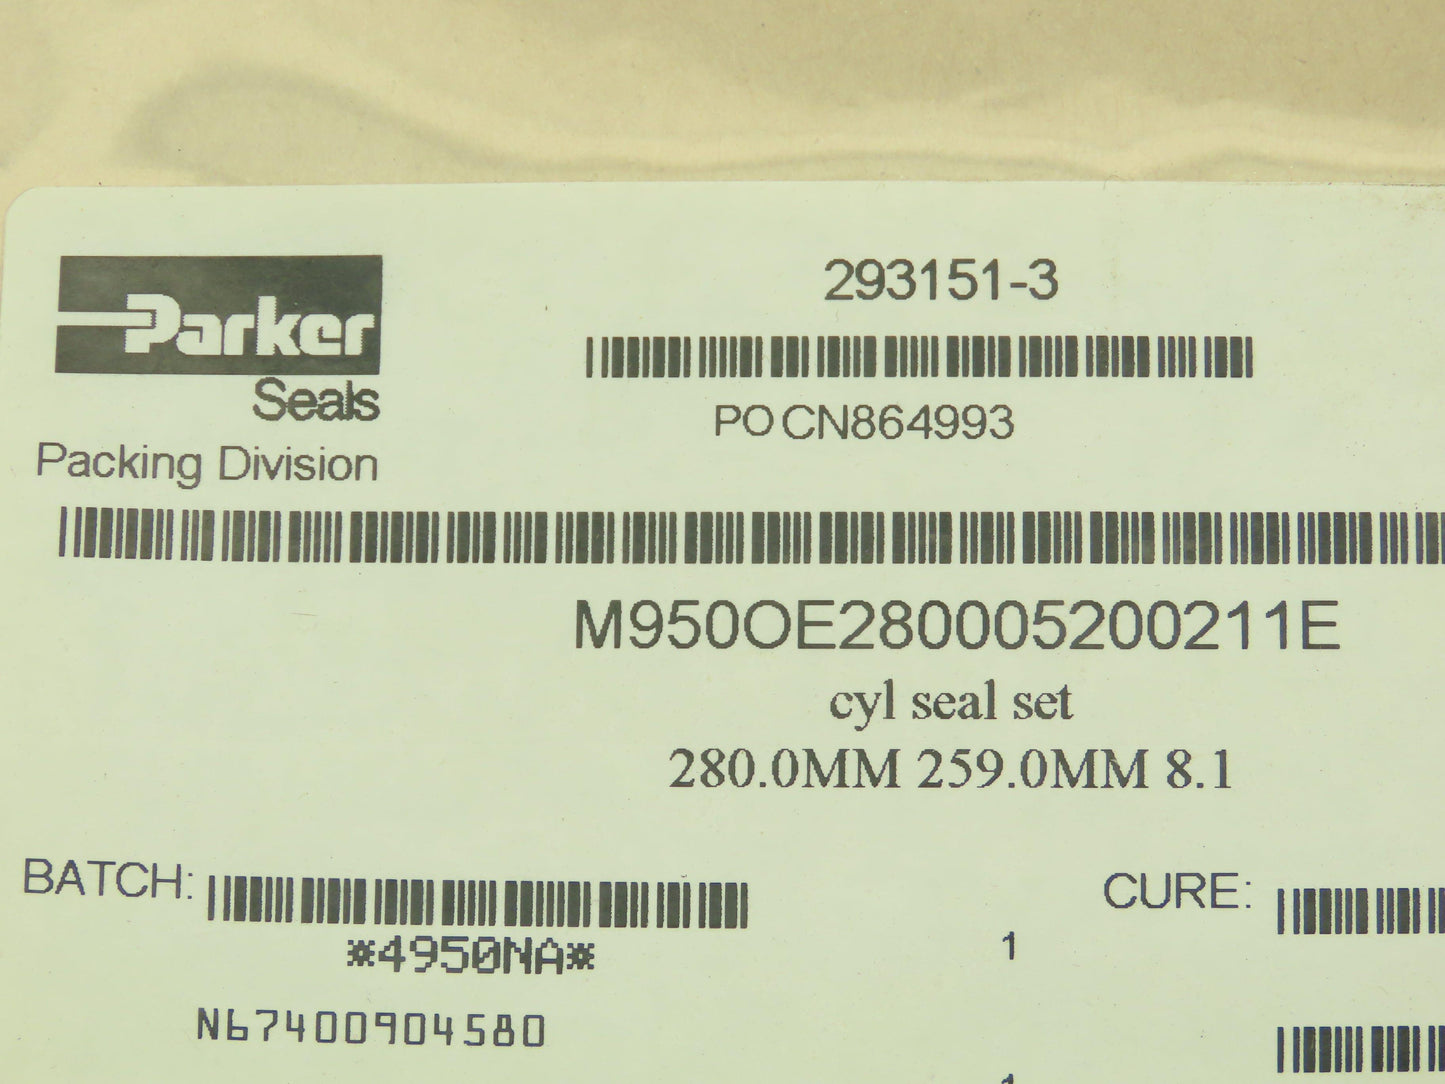 Parker
Seals
Packing Division
293151-3
PO CN864993
M950OE280005200211E
cyl seal set
280.0MM 259.0MM 8.1
BATCH:
*4950NA*
CURE:
1
N67400904580